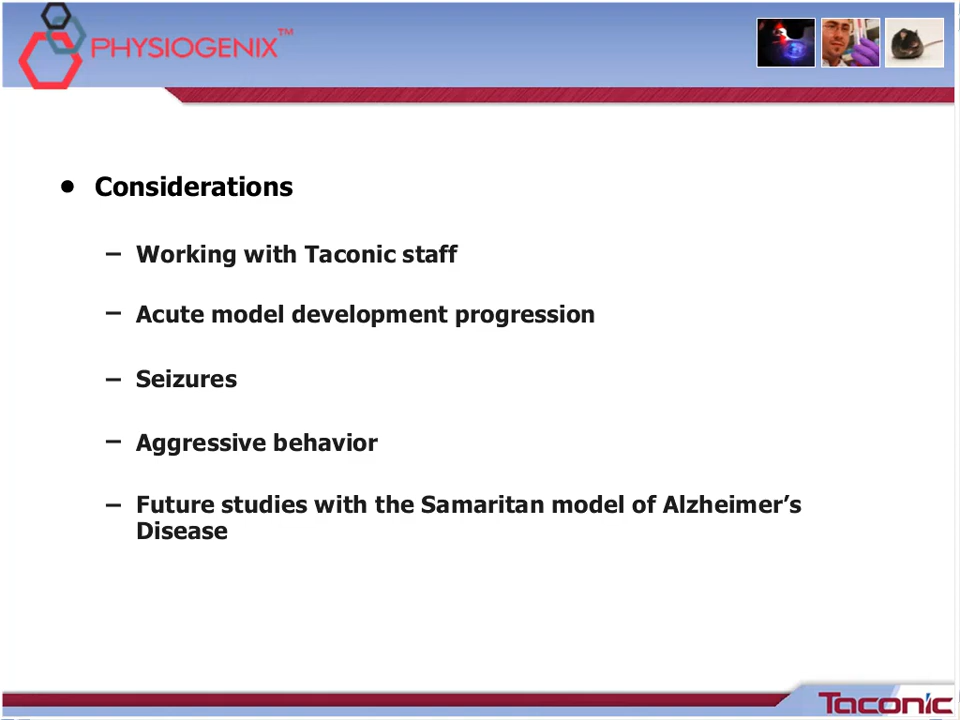 PHYSIOGENIX™
• Considerations
– Working with Taconic staff
– Acute model development progression
– Seizures
– Aggressive behavior
– Future studies with the Samaritan model of Alzheimer’s
Disease
Taconic